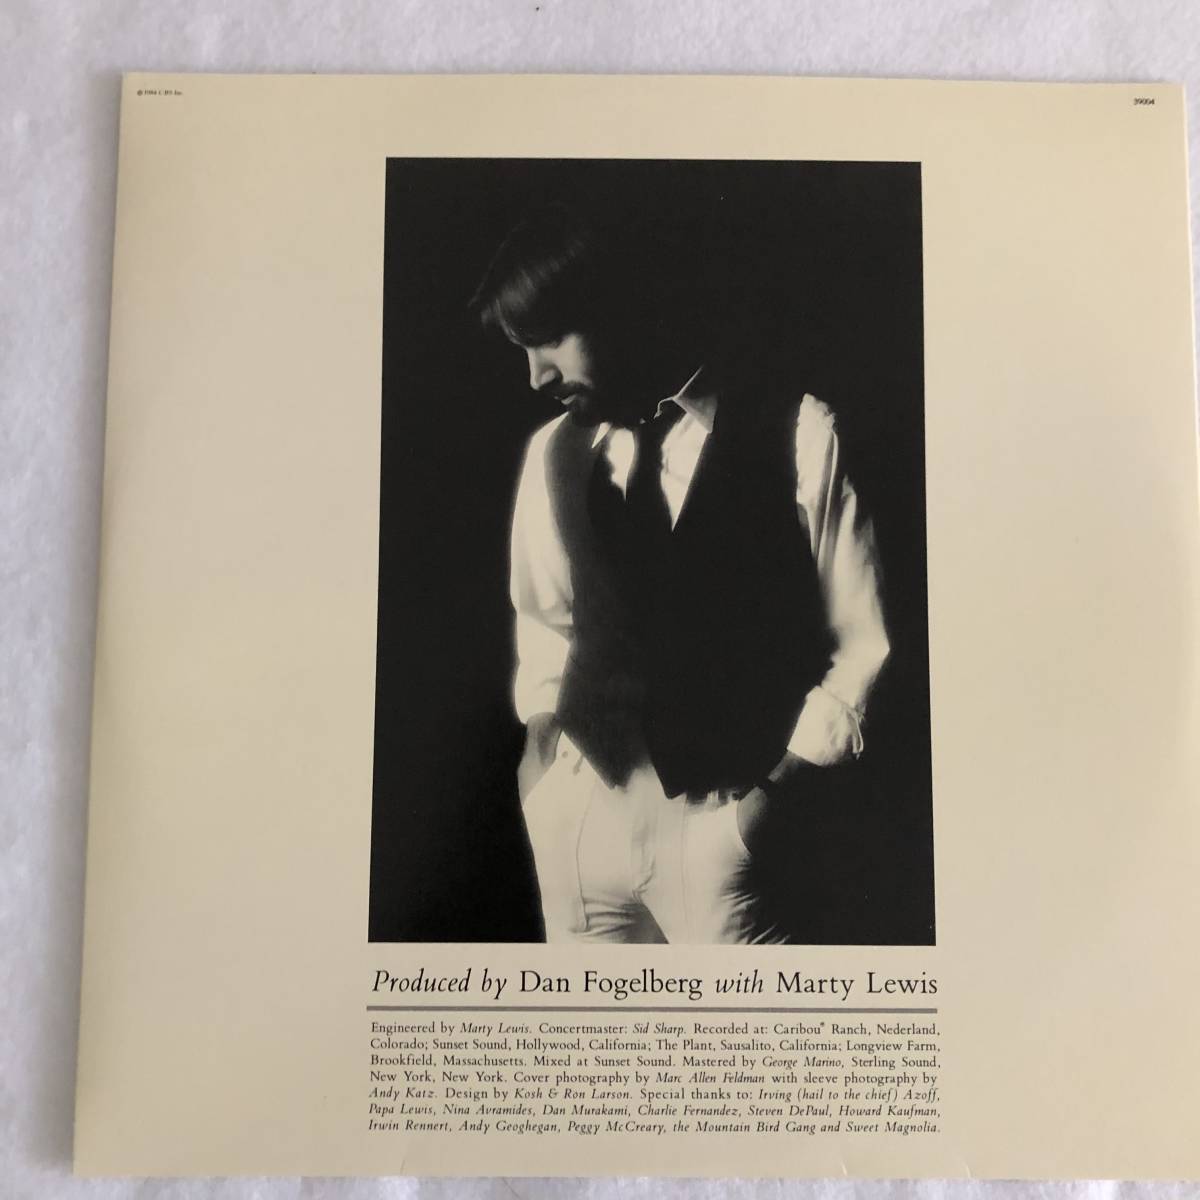 ℗ 1984 CBS Inc.
39004
Produced by Dan Fogelberg with Marty Lewis
Engineered by Marty Lewis. Concertmaster: Sid Sharp. Recorded at: Caribou® Ranch, Nederland,
Colorado; Sunset Sound, Hollywood, California; The Plant, Sausalito, California; Longview Farm,
Brookfield, Massachusetts. Mixed at Sunset Sound. Mastered by George Marino, Sterling Sound,
New York, New York. Cover photography by Marc Allen Feldman with sleeve photography by
Andy Katz. Design by Kosh & Ron Larson. Special thanks to: Irving (hail to the chief) Azoff,
Papa Lewis, Nina Avramides, Dan Murakami, Charlie Fernandez, Steven DePaul, Howard Kaufman,
Irwin Rennert, Andy Geoghegan, Peggy McCreary, the Mountain Bird Gang and Sweet Magnolia.